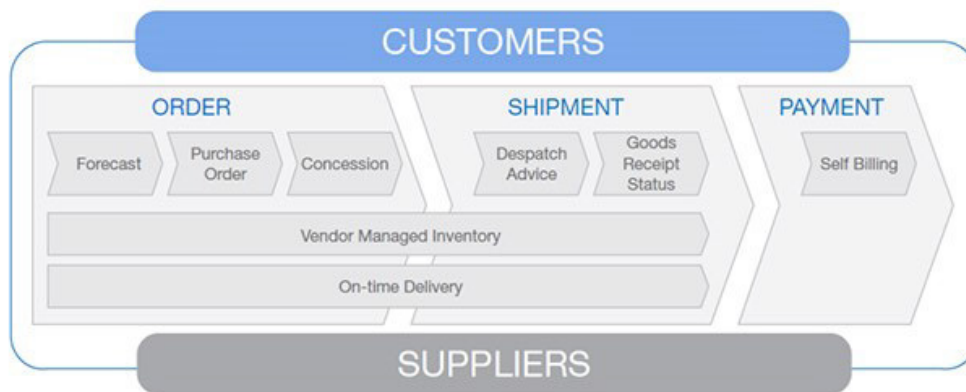 CUSTOMERS
ORDER
Forecast
Purchase
Order
Concession
SHIPMENT
Despatch
Advice
Goods
Receipt
Status
PAYMENT
Self Billing
Vendor Managed Inventory
On-time Delivery
SUPPLIERS